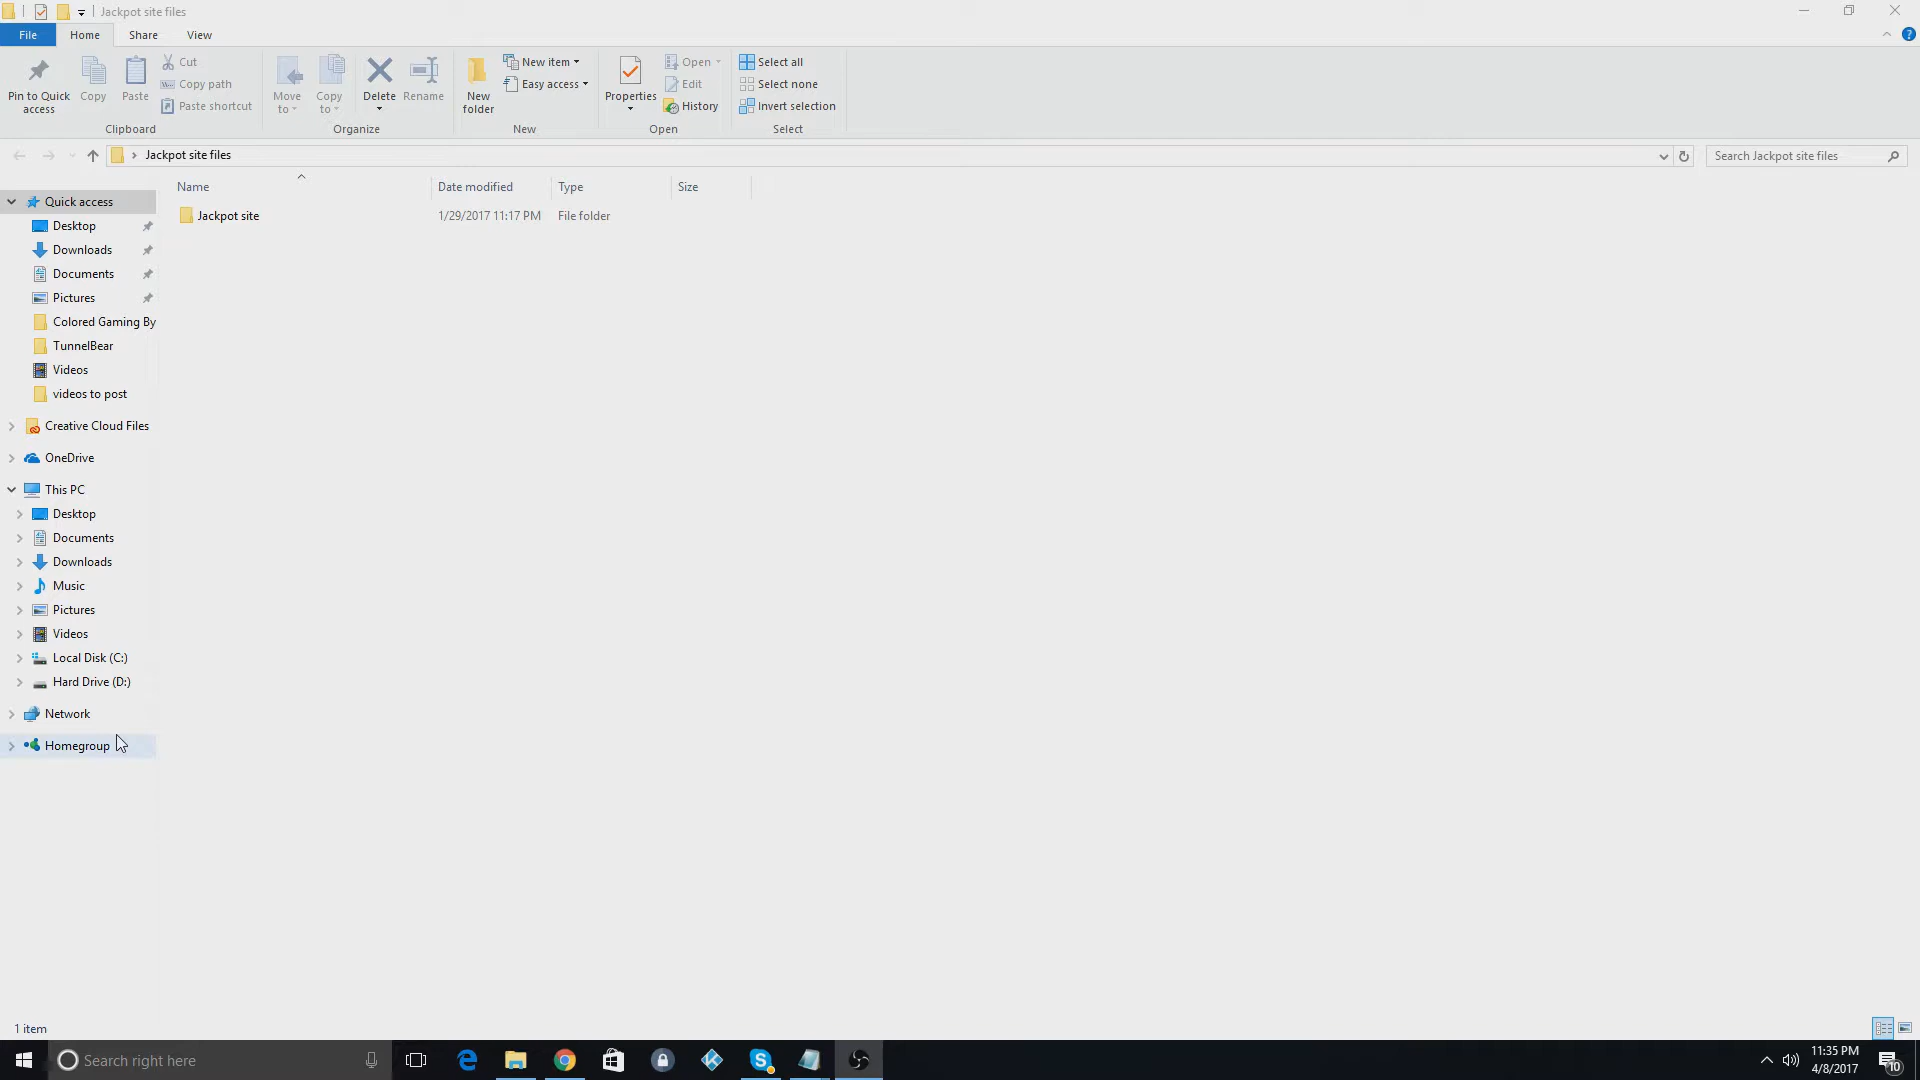 Jackpot site files
File
Home
Share
View
Pin to Quick access
Copy
Paste
Cut
Copy path
Paste shortcut
Clipboard
Move to
Copy to
Delete
Rename
Organize
New folder
New item
Easy access
New
Properties
Open
Edit
History
Open
Select all
Select none
Invert selection
Select
Jackpot site files
Search Jackpot site files
Name
Date modified
Type
Size
Jackpot site
1/29/2017 11:17 PM
File folder
Quick access
Desktop
Downloads
Documents
Pictures
Colored Gaming By
TunnelBear
Videos
videos to post
Creative Cloud Files
OneDrive
This PC
Desktop
Documents
Downloads
Music
Pictures
Videos
Local Disk (C:)
Hard Drive (D:)
Network
Homegroup
1 item
Search right here
11:35 PM
4/8/2017
10